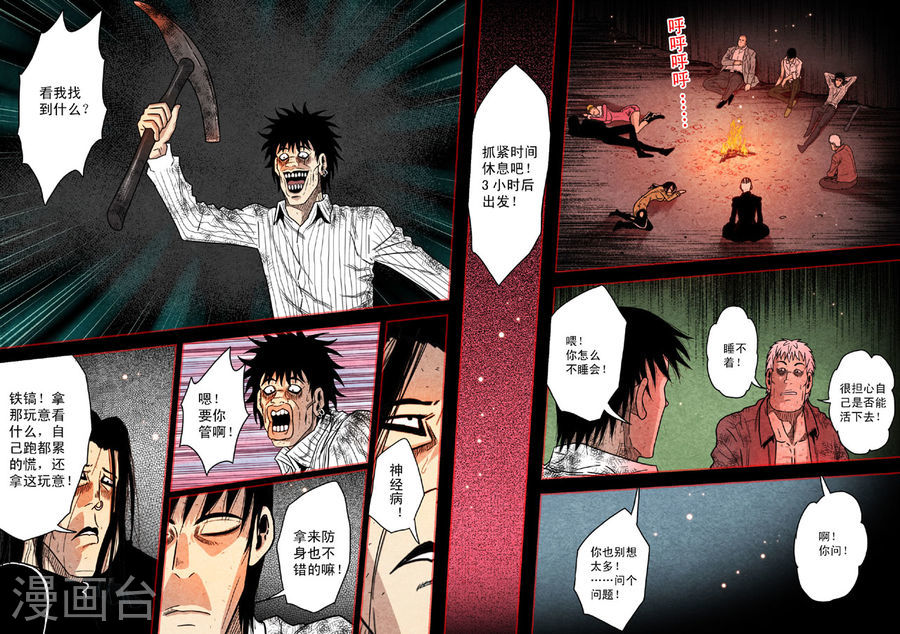 看我找
到什么？
铁镐！拿
那玩意看
什么，自
己跑都累
的慌，还
拿这玩意！
嗯！
要你
管啊！
拿来防
身也不
错的嘛！
神经病！
抓紧时间
休息吧！
3小时后
出发！
呼呼呼呼……
喂！
你怎么
不睡会！
睡不
着！
很担心自
己是否能
活下去！
你也别想
太多！
……问个
问题！
啊！
你问！
漫画台